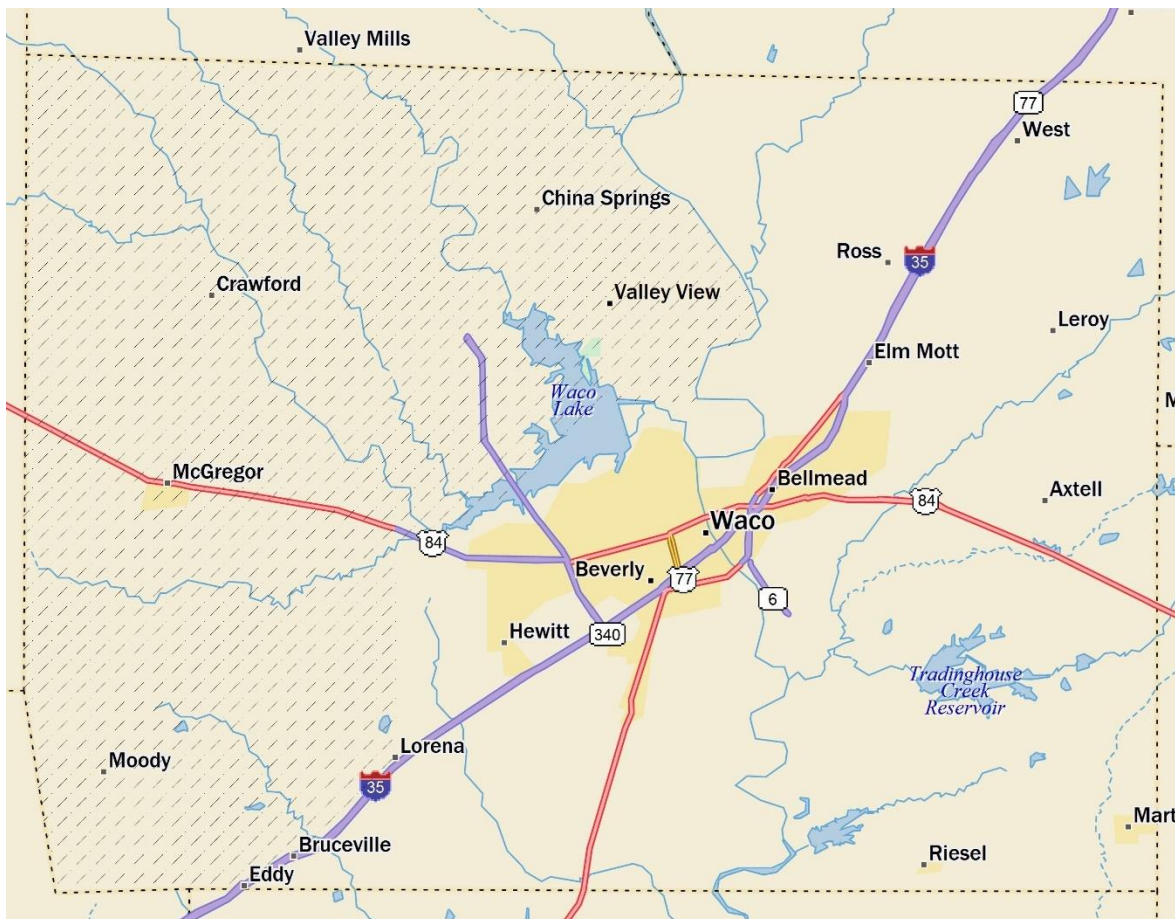 Valley Mills
77
West
China Springs
Ross
35
Crawford
Valley View
Leroy
Elm Mott
Waco
Lake
M
McGregor
Bellmead
84
Axtell
Waco
84
Beverly
77
6
Hewitt
340
Tradinghouse
Creek
Reservoir
Lorena
Moody
35
Mart
Bruceville
Riesel
Eddy